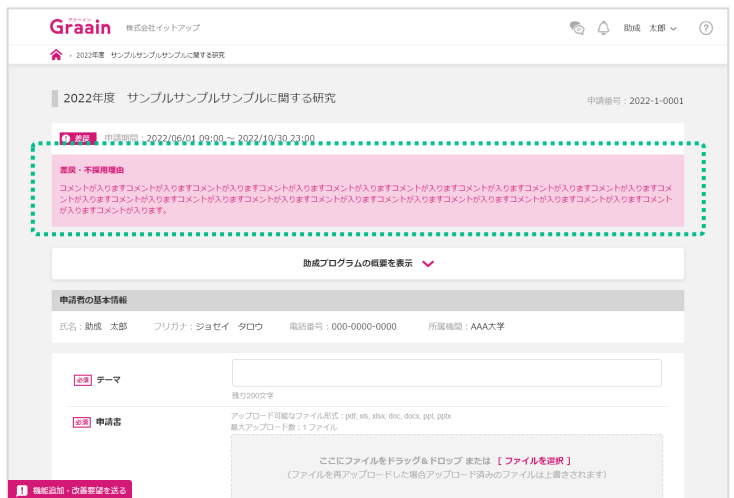 グラーイン
Graain 株式会社イットアップ 助成 太郎 ?
2022年度 サンプルサンプルサンプルに関する研究
2022年度 サンプルサンプルサンプルに関する研究 申請番号：2022-1-0001
! 差戻 申請期間：2022/06/01 09:00 ～ 2022/10/30 23:00
差戻・不採用理由
コメントが入りますコメントが入りますコメントが入りますコメントが入りますコメントが入りますコメントが入りますコメントが入りますコメントが入りますコメントが入りますコメ
ントが入りますコメントが入りますコメントが入りますコメントが入りますコメントが入りますコメントが入りますコメントが入りますコメントが入りますコメントが入りますコメント
が入りますコメントが入ります。
助成プログラムの概要を表示
申請者の基本情報
氏名：助成 太郎 フリガナ：ジョセイ タロウ 電話番号：000-0000-0000 所属機関：AAA大学
必須 テーマ
残り200文字
必須 申請書 アップロード可能なファイル形式：pdf, xls, xlsx, doc, docx, ppt, pptx
最大アップロード数：1 ファイル
ここにファイルをドラッグ＆ドロップ または [ ファイルを選択 ]
(ファイルを再アップロードした場合アップロード済みのファイルは上書きされます)
! 機能追加・改善要望を送る